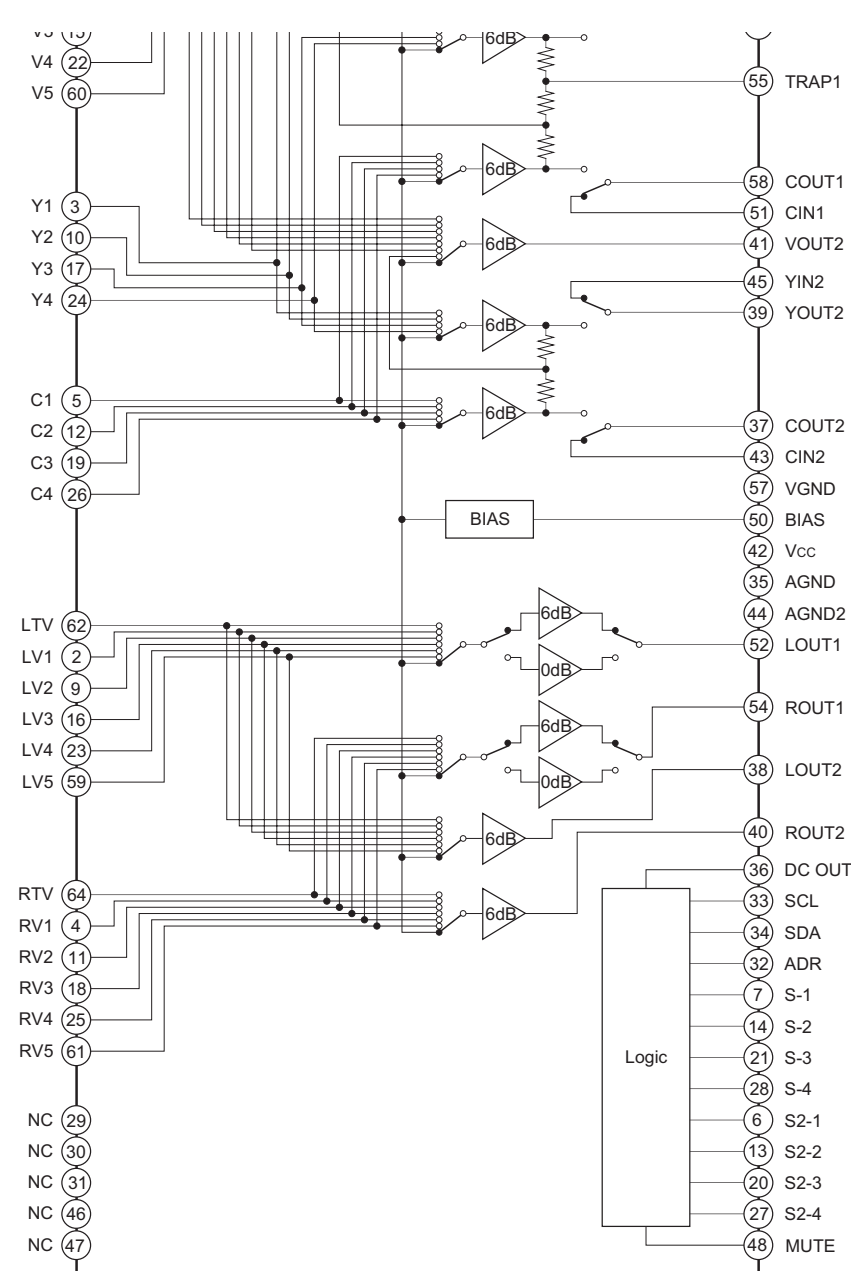 V4 22
V5 60
6dB
55 TRAP1
6dB
58 COUT1
51 CIN1
Y1 3
Y2 10
Y3 17
Y4 24
6dB
41 VOUT2
45 YIN2
6dB
39 YOUT2
C1 5
C2 12
C3 19
C4 26
6dB
37 COUT2
43 CIN2
57 VGND
BIAS
50 BIAS
42 Vcc
35 AGND
44 AGND2
LTV 62
LV1 2
LV2 9
LV3 16
LV4 23
LV5 59
6dB
0dB
52 LOUT1
6dB
0dB
54 ROUT1
38 LOUT2
6dB
40 ROUT2
RTV 64
RV1 4
RV2 11
RV3 18
RV4 25
RV5 61
6dB
36 DC OUT
33 SCL
34 SDA
32 ADR
7 S-1
14 S-2
Logic
21 S-3
28 S-4
6 S2-1
13 S2-2
20 S2-3
27 S2-4
48 MUTE
NC 29
NC 30
NC 31
NC 46
NC 47